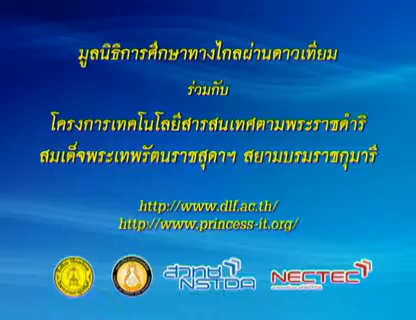 มูลนิธิการศึกษาทางไกลผ่านดาวเทียม
ร่วมกับ
โครงการเทคโนโลยีสารสนเทศตามพระราชดำริ
สมเด็จพระเทพรัตนราชสุดาฯ สยามบรมราชกุมารี
http://www.dlf.ac.th/
http://www.princess-it.org/
สวทช
NSTDA
NECTEC